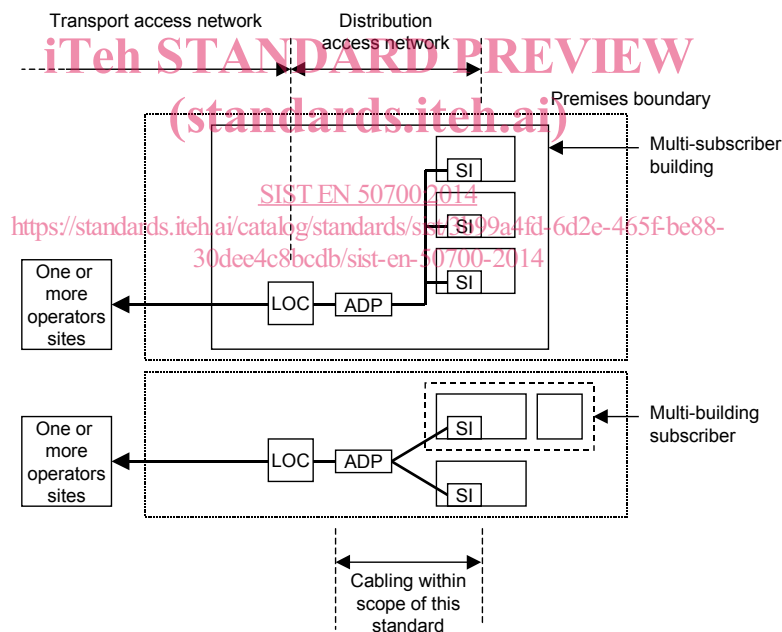 Transport access network
Distribution
access network
iTeh STANDARD PREVIEW
(standards.iteh.ai)
Premises boundary
Multi-subscriber
building
SI
SI
SI
SIST EN 50700:2014
https://standards.iteh.ai/catalog/standards/sist/3b99a4fd-6d2e-465f-be88-
30dee4c8bcdb/sist-en-50700-2014
One or
more
operators
sites
LOC
ADP
One or
more
operators
sites
LOC
ADP
SI
SI
Multi-building
subscriber
Cabling within
scope of this
standard